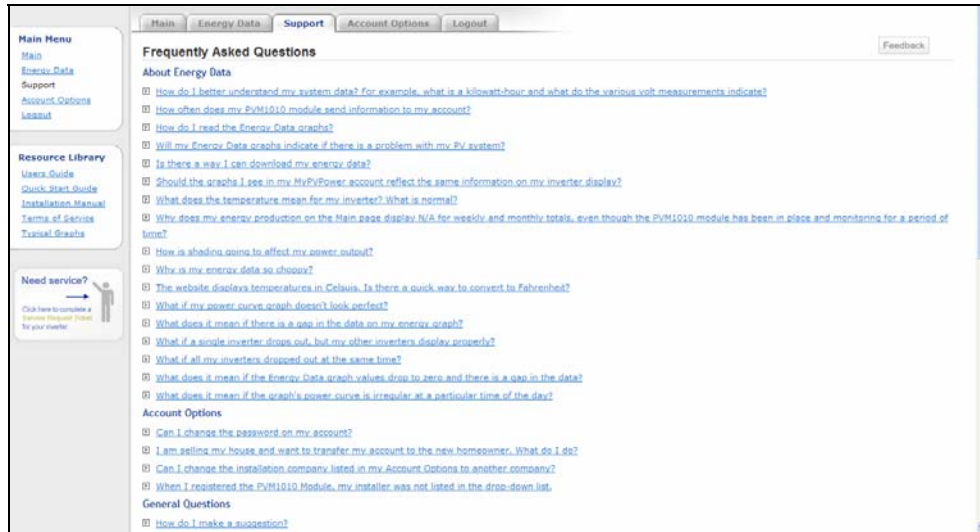 Main
Energy Data
Support
Account Options
Logout
Main Menu
Main
Energy Data
Support
Account Options
Logout
Resource Library
Users Guide
Quick Start Guide
Installation Manual
Terms of Service
Typical Graphs
Need service?
Click here to complete a
Service Request Ticket
for your inverter
Frequently Asked Questions
Feedback
About Energy Data
How do I better understand my system data? For example, what is a kilowatt-hour and what do the various volt measurements indicate?
How often does my PVM1010 module send information to my account?
How do I read the Energy Data graphs?
Will my Energy Data graphs indicate if there is a problem with my PV system?
Is there a way I can download my energy data?
Should the graphs I see in my MyPVPower account reflect the same information on my inverter display?
What does the temperature mean for my inverter? What is normal?
Why does my energy production on the Main page display N/A for weekly and monthly totals, even though the PVM1010 module has been in place and monitoring for a period of
time?
How is shading going to affect my power output?
Why is my energy data so choppy?
The website displays temperatures in Celsuis. Is there a quick way to convert to Fahrenheit?
What if my power curve graph doesn't look perfect?
What does it mean if there is a gap in the data on my energy graph?
What if a single inverter drops out, but my other inverters display properly?
What if all my inverters dropped out at the same time?
What does it mean if the Energy Data graph values drop to zero and there is a gap in the data?
What does it mean if the graph's power curve is irregular at a particular time of the day?
Account Options
Can I change the password on my account?
I am selling my house and want to transfer my account to the new homeowner. What do I do?
Can I change the installation company listed in my Account Options to another company?
When I registered the PVM1010 Module, my installer was not listed in the drop-down list.
General Questions
How do I make a suggestion?